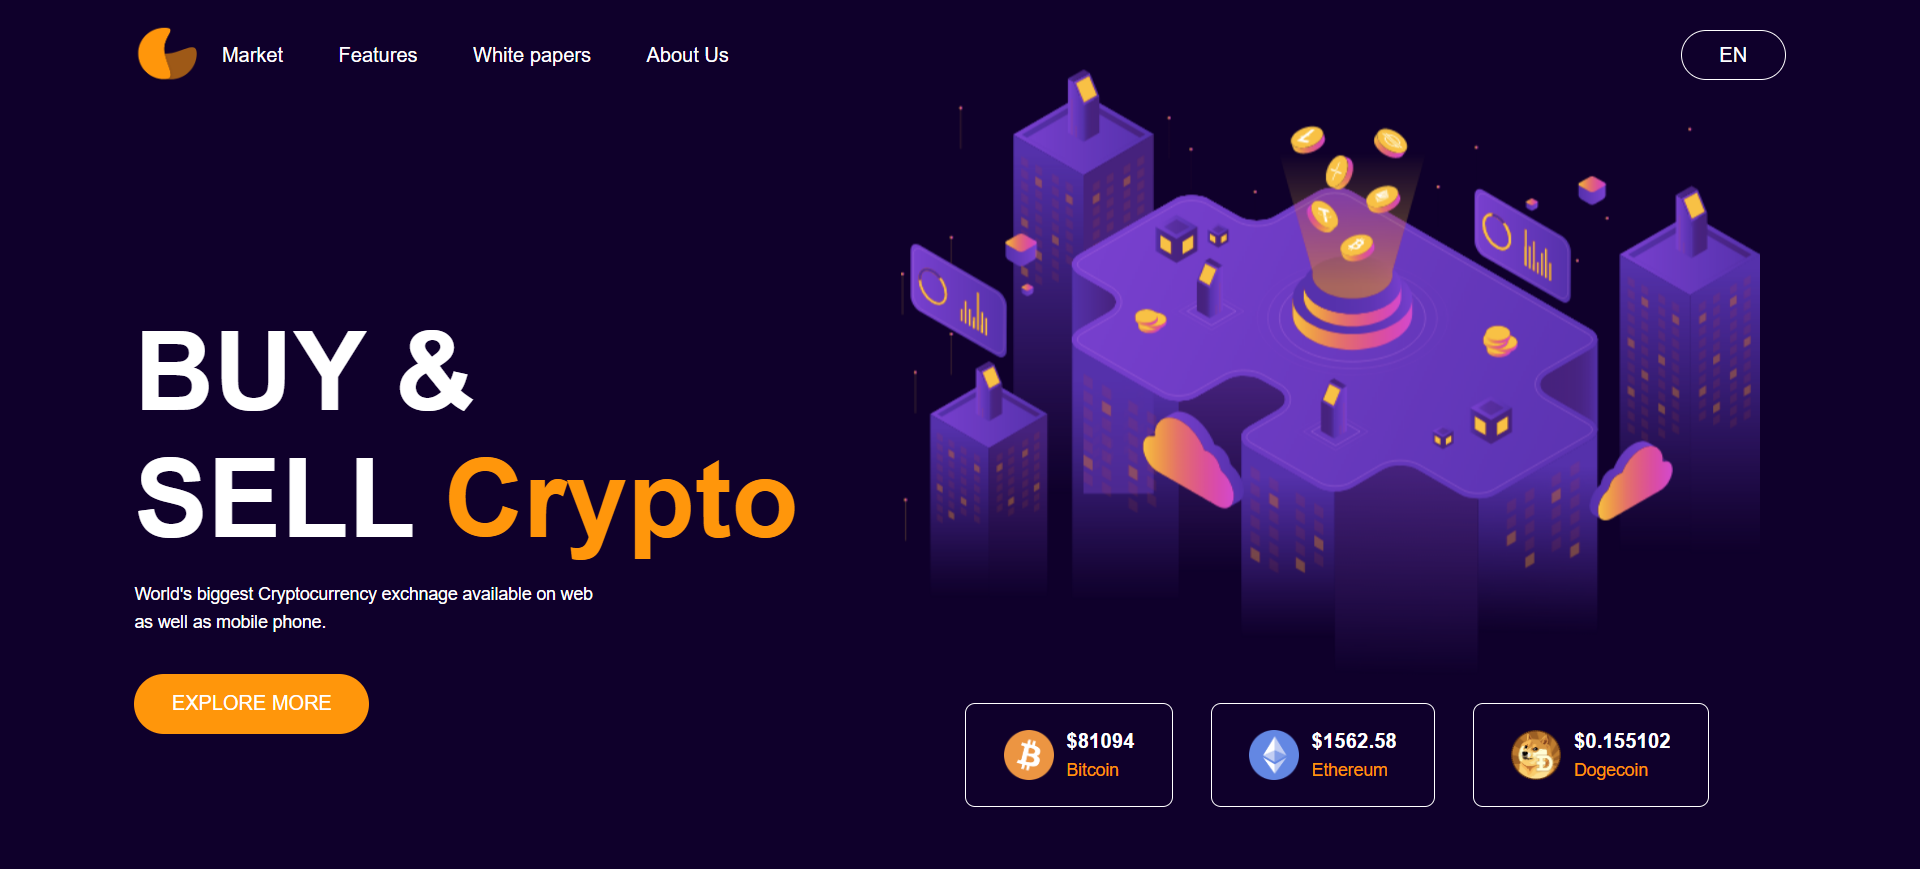 Market
Features
White papers
About Us
EN
BUY &
SELL Crypto
World's biggest Cryptocurrency exchnage available on web
as well as mobile phone.
EXPLORE MORE
$81094
Bitcoin
$1562.58
Ethereum
$0.155102
Dogecoin